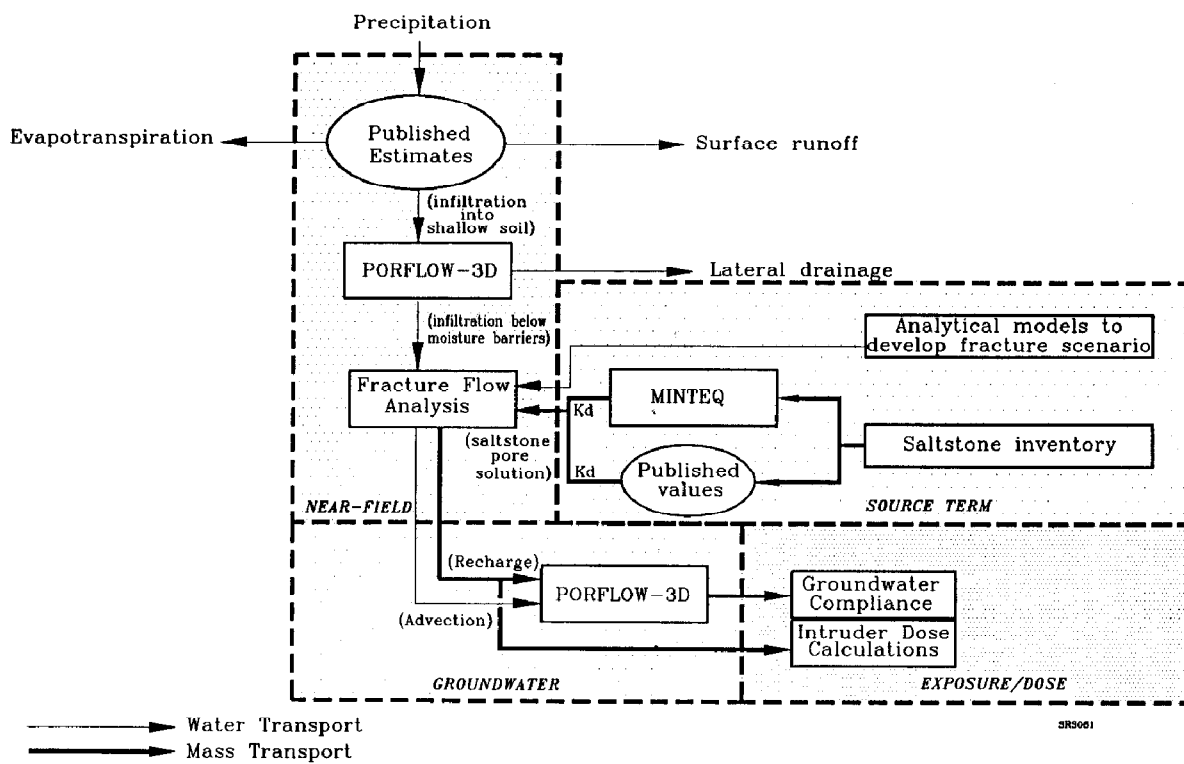 Precipitation
Evapotranspiration
Published
Estimates
Surface runoff
(infiltration
into
shallow soil)
PORFLOW-3D
Lateral drainage
(infiltration below
moisture barriers)
Analytical models to
develop fracture scenario
Fracture Flow
Analysis
Kd
MINTEQ
Saltstone inventory
(saltstone
pore
solution)
Kd
Published
values
NEAR-FIELD
SOURCE TERM
(Recharge)
PORFLOW-3D
(Advection)
Groundwater
Compliance
Intruder Dose
Calculations
GROUNDWATER
EXPOSURE/DOSE
Water Transport
Mass Transport
SRS061